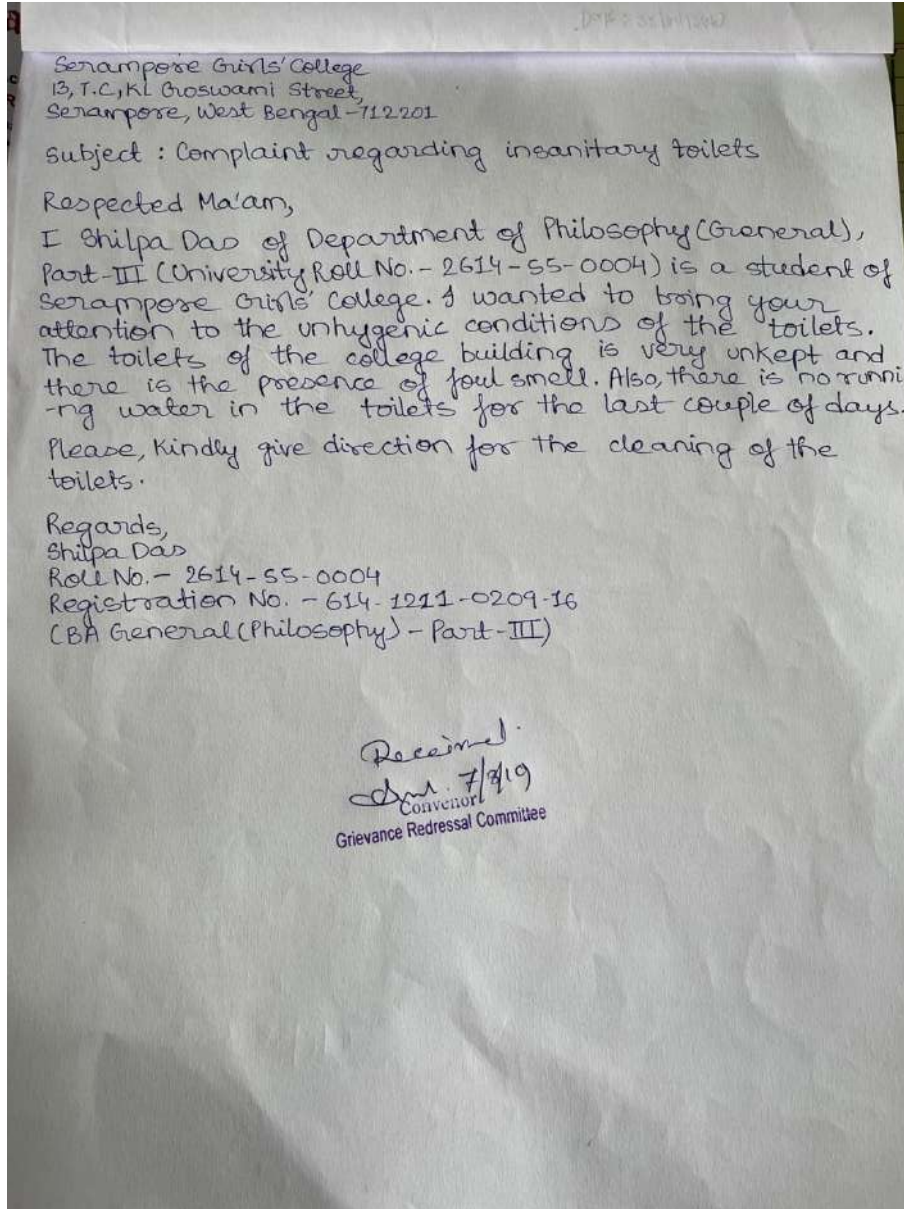 Serampore Girls' College
13, T.C, KL Goswami Street,
Serampore, West Bengal-712201
Subject : Complaint regarding insanitary toilets
Respected Ma'am,
I Shilpa Das of Department of Philosophy (General),
Part-III (University Roll No.- 2614-55-0004) is a student of
Serampore Girls' College. I wanted to bring your
attention to the unhygenic conditions of the toilets.
The toilets of the college building is very unkept and
there is the presence of foul smell. Also, there is no runni
-ng water in the toilets for the last couple of days.
Please, Kindly give direction for the cleaning of the
toilets.
Regards,
Shilpa Das
Roll No.- 2614-55-0004
Registration No. - 614-1211-0209-16
(BA General (Philosophy) - Part-III)
Received.
7/8/19
Convenor
Grievance Redressal Committee